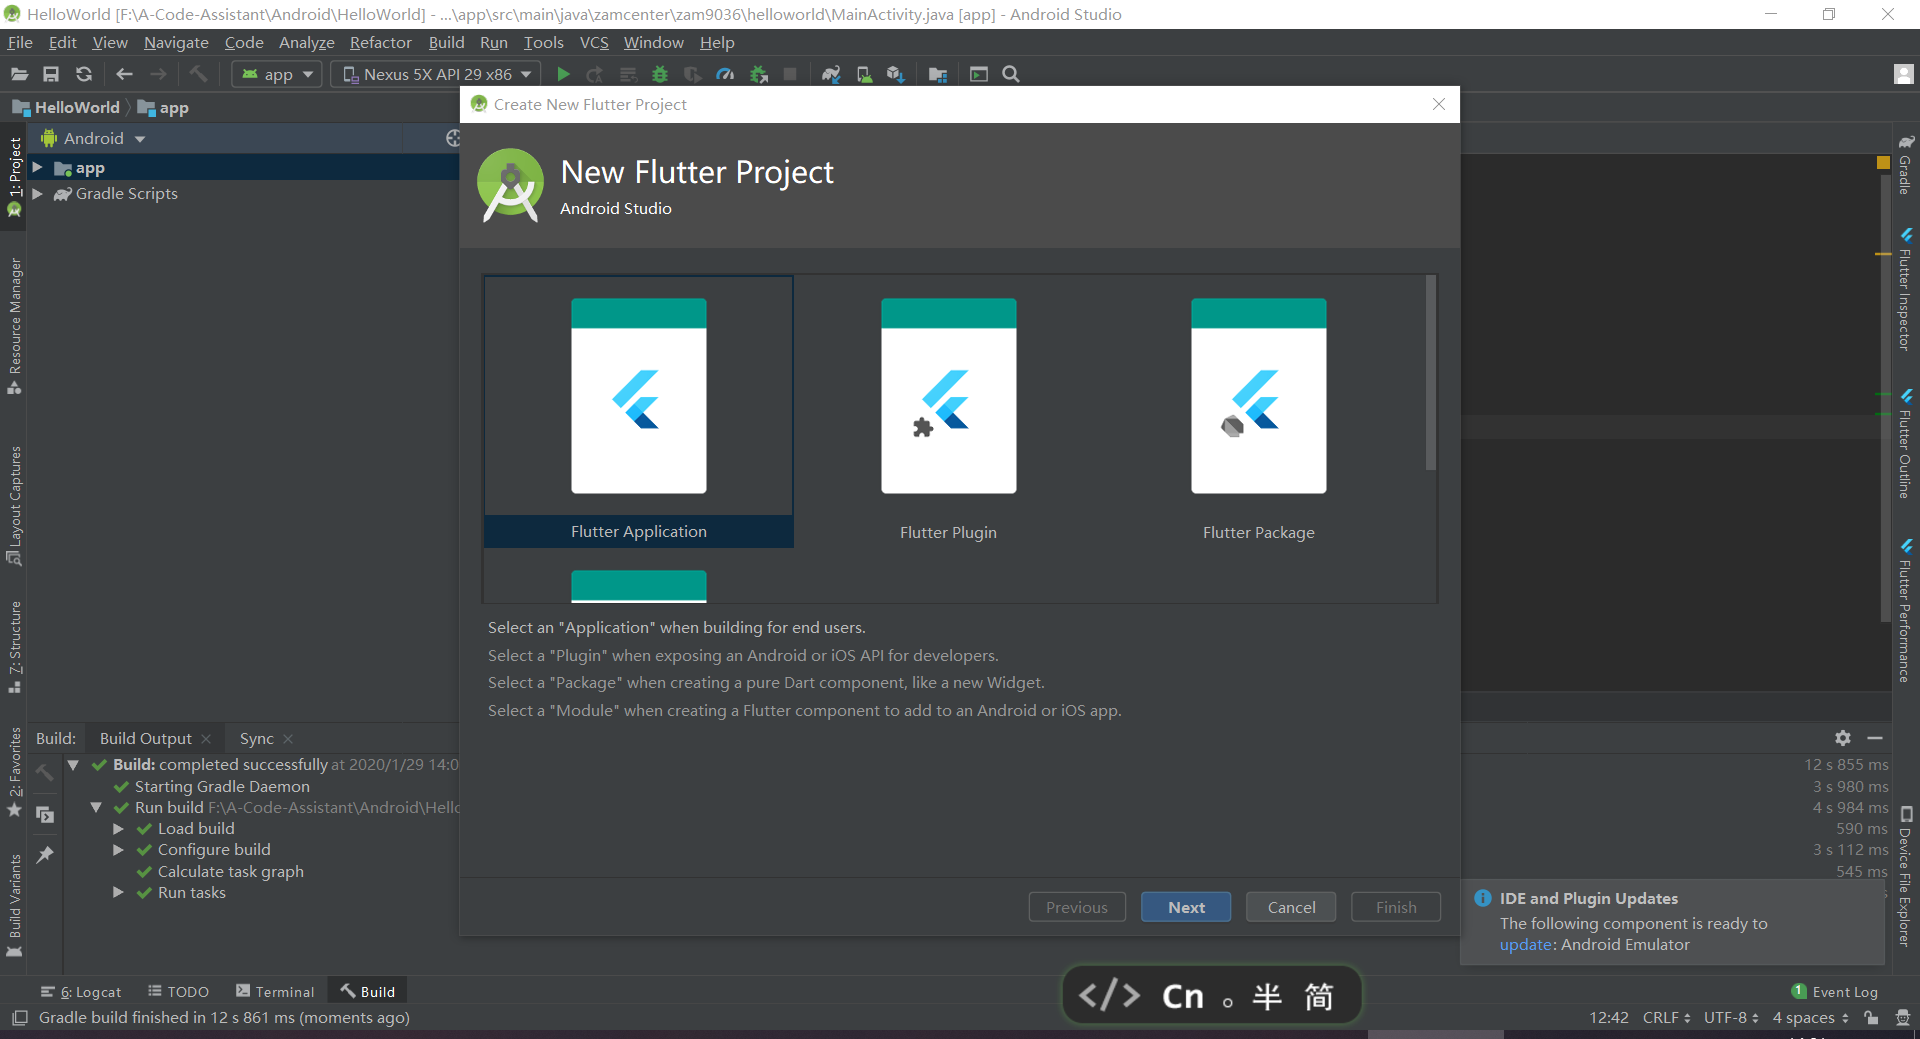 HelloWorld [F:\A-Code-Assistant\Android\HelloWorld] - ...\app\src\main\java\zamcenter\zam9036\helloworld\MainActivity.java [app] - Android Studio
File Edit View Navigate Code Analyze Refactor Build Run Tools VCS Window Help
app Nexus 5X API 29 x86
HelloWorld app
Create New Flutter Project
Android
app
Gradle Scripts
New Flutter Project
Android Studio
1: Project
Resource Manager
Layout Captures
7: Structure
2: Favorites
Build Variants
Flutter Application
Flutter Plugin
Flutter Package
Select an "Application" when building for end users.
Select a "Plugin" when exposing an Android or iOS API for developers.
Select a "Package" when creating a pure Dart component, like a new Widget.
Select a "Module" when creating a Flutter component to add to an Android or iOS app.
Previous Next Cancel Finish
Gradle
Flutter Inspector
Flutter Outline
Flutter Performance
Device File Explorer
Build: Build Output Sync
Build: completed successfully at 2020/1/29 14:0 12 s 855 ms
Starting Gradle Daemon 3 s 980 ms
Run build F:\A-Code-Assistant\Android\Hello 4 s 984 ms
Load build 590 ms
Configure build 3 s 112 ms
Calculate task graph 545 ms
Run tasks
IDE and Plugin Updates
The following component is ready to
update: Android Emulator
6: Logcat TODO Terminal Build
</> Cn 。半 简
1 Event Log
Gradle build finished in 12 s 861 ms (moments ago)
12:42 CRLF UTF-8 4 spaces